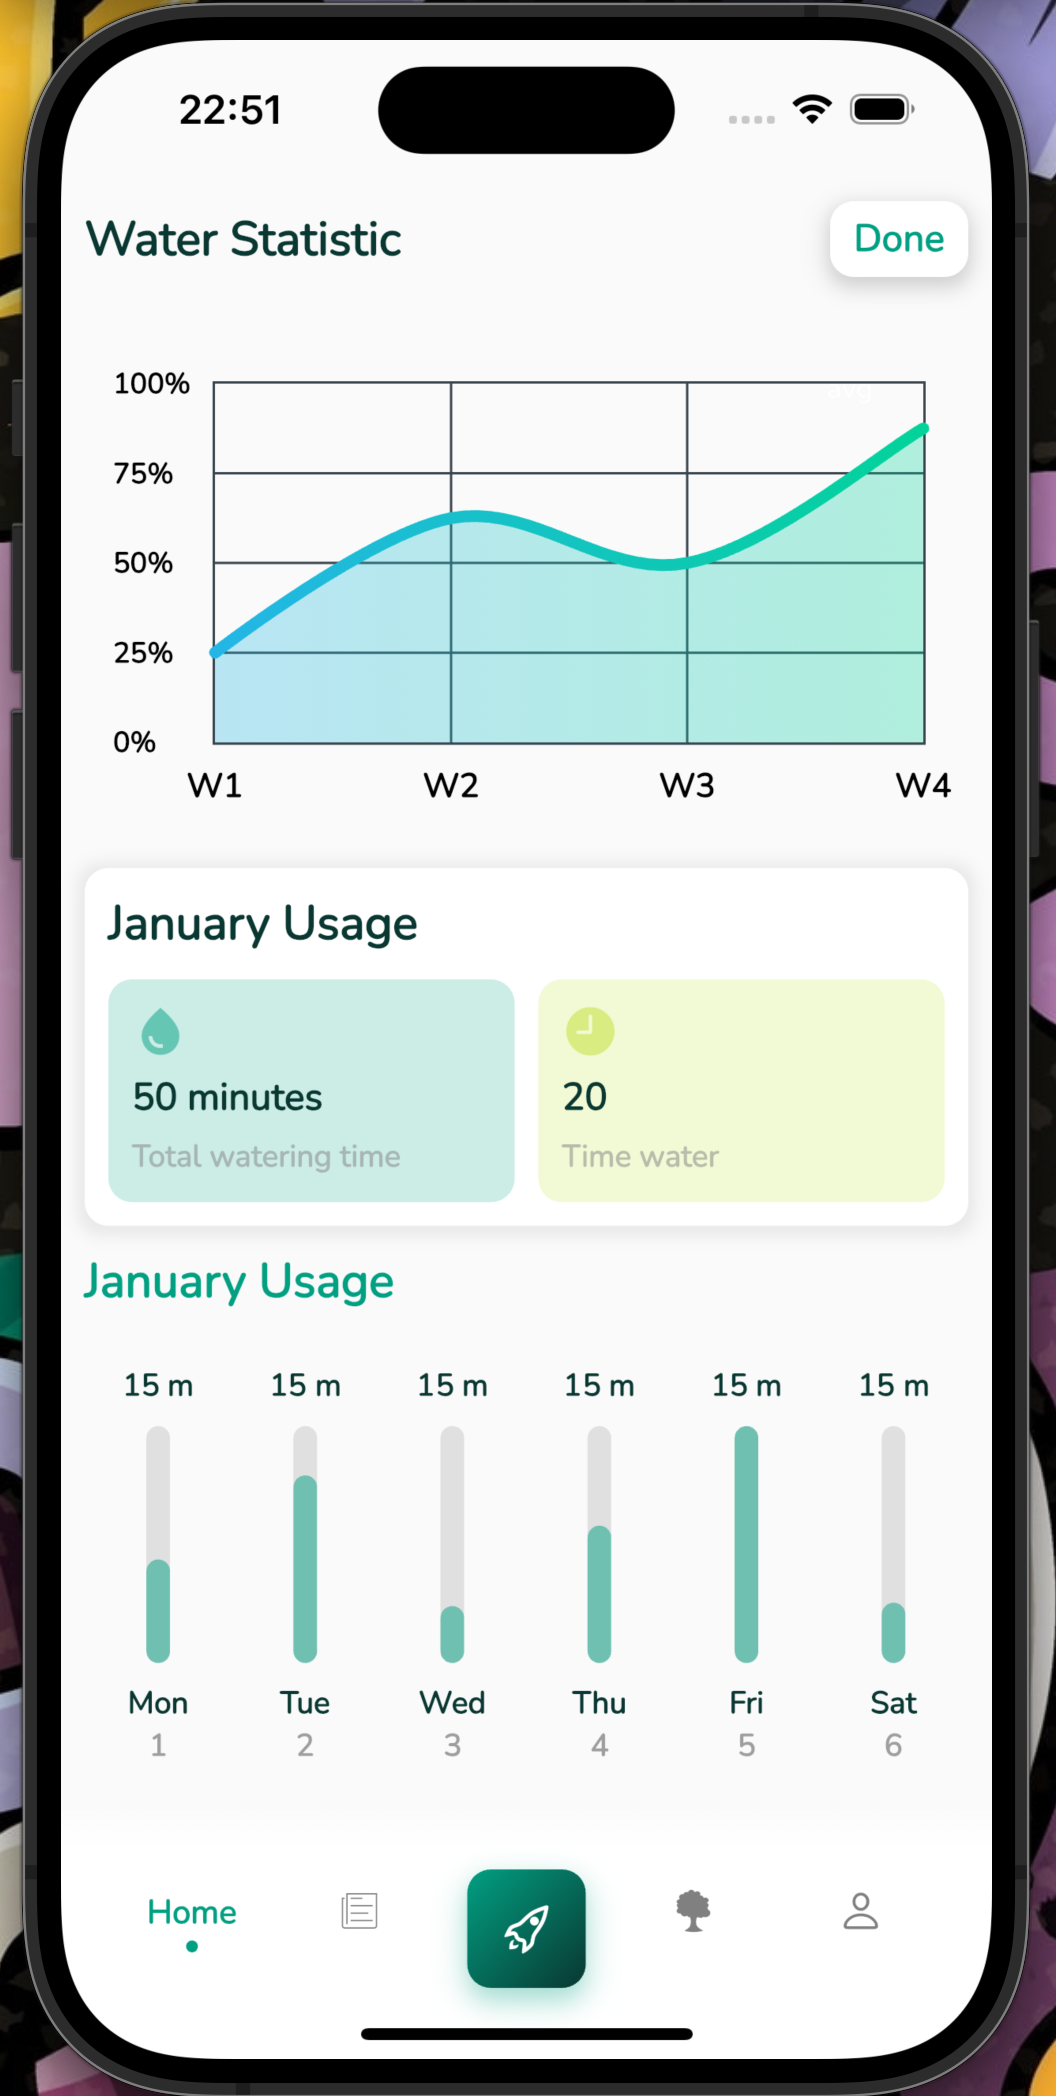 22:51
Water Statistic
Done
avg
100%
75%
50%
25%
0%
W1 W2 W3 W4
January Usage
50 minutes
Total watering time
20
Time water
January Usage
15 m 15 m 15 m 15 m 15 m 15 m
Mon Tue Wed Thu Fri Sat
1 2 3 4 5 6
Home